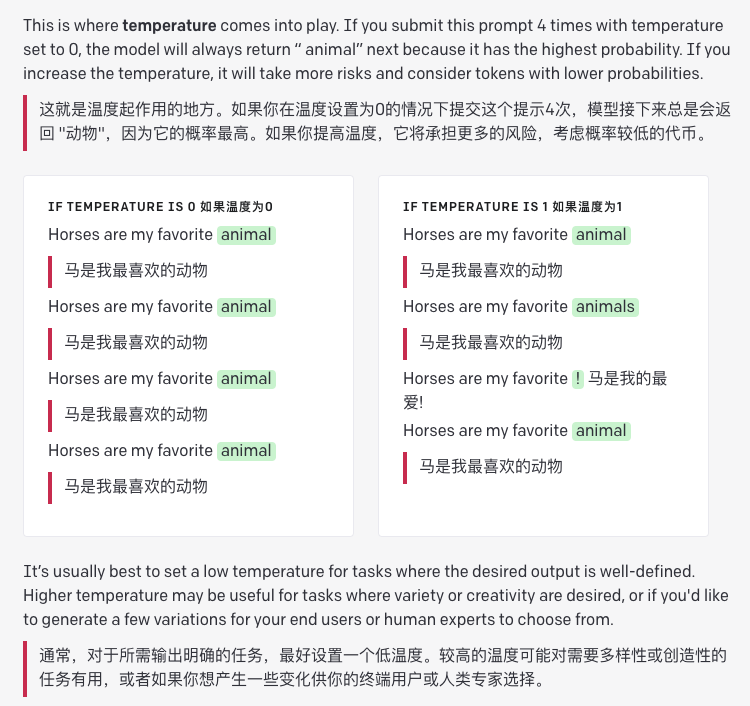 This is where temperature comes into play. If you submit this prompt 4 times with temperature
set to 0, the model will always return “ animal” next because it has the highest probability. If you
increase the temperature, it will take more risks and consider tokens with lower probabilities.
这就是温度起作用的地方。如果你在温度设置为0的情况下提交这个提示4次，模型接下来总是会返
回 "动物"，因为它的概率最高。如果你提高温度，它将承担更多的风险，考虑概率较低的代币。
IF TEMPERATURE IS 0 如果温度为0
Horses are my favorite animal
马是我最喜欢的动物
Horses are my favorite animal
马是我最喜欢的动物
Horses are my favorite animal
马是我最喜欢的动物
Horses are my favorite animal
马是我最喜欢的动物
IF TEMPERATURE IS 1 如果温度为1
Horses are my favorite animal
马是我最喜欢的动物
Horses are my favorite animals
马是我最喜欢的动物
Horses are my favorite ! 马是我的最
爱!
Horses are my favorite animal
马是我最喜欢的动物
It’s usually best to set a low temperature for tasks where the desired output is well-defined.
Higher temperature may be useful for tasks where variety or creativity are desired, or if you'd like
to generate a few variations for your end users or human experts to choose from.
通常，对于所需输出明确的任务，最好设置一个低温度。较高的温度可能对需要多样性或创造性的
任务有用，或者如果你想产生一些变化供你的终端用户或人类专家选择。